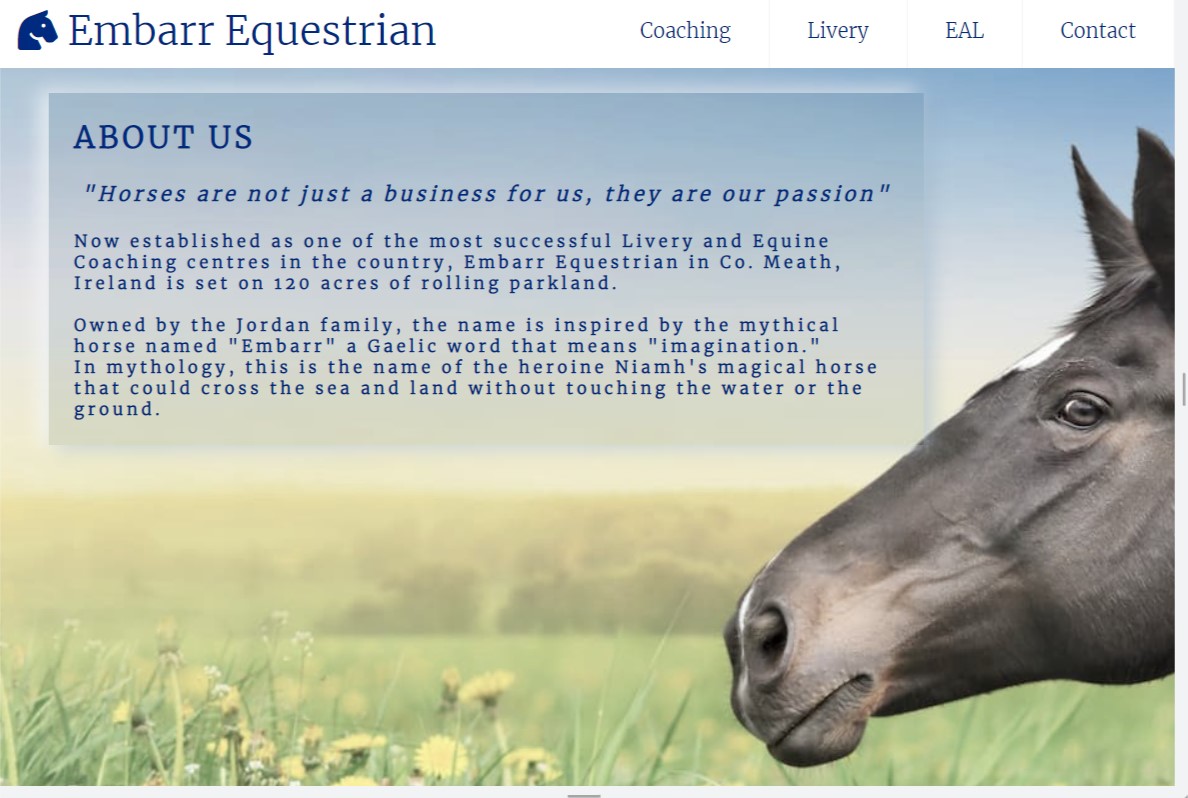 Embarr Equestrian
Coaching
Livery
EAL
Contact
ABOUT US
"Horses are not just a business for us, they are our passion"
Now established as one of the most successful Livery and Equine
Coaching centres in the country, Embarr Equestrian in Co. Meath,
Ireland is set on 120 acres of rolling parkland.
Owned by the Jordan family, the name is inspired by the mythical
horse named "Embarr" a Gaelic word that means "imagination."
In mythology, this is the name of the heroine Niamh's magical horse
that could cross the sea and land without touching the water or the
ground.